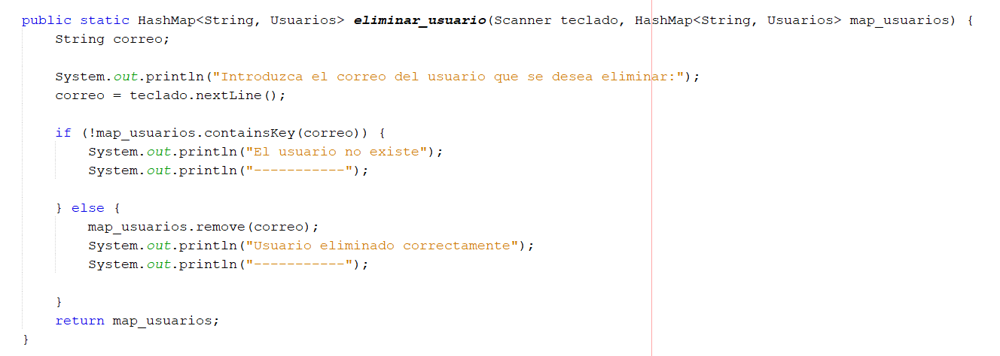 public static HashMap<String, Usuarios> eliminar_usuario(Scanner teclado, HashMap<String, Usuarios> map_usuarios) {
String correo;
System.out.println("Introduzca el correo del usuario que se desea eliminar:");
correo = teclado.nextLine();
if (!map_usuarios.containsKey(correo)) {
System.out.println("El usuario no existe");
System.out.println("-----------");
} else {
map_usuarios.remove(correo);
System.out.println("Usuario eliminado correctamente");
System.out.println("-----------");
}
return map_usuarios;
}